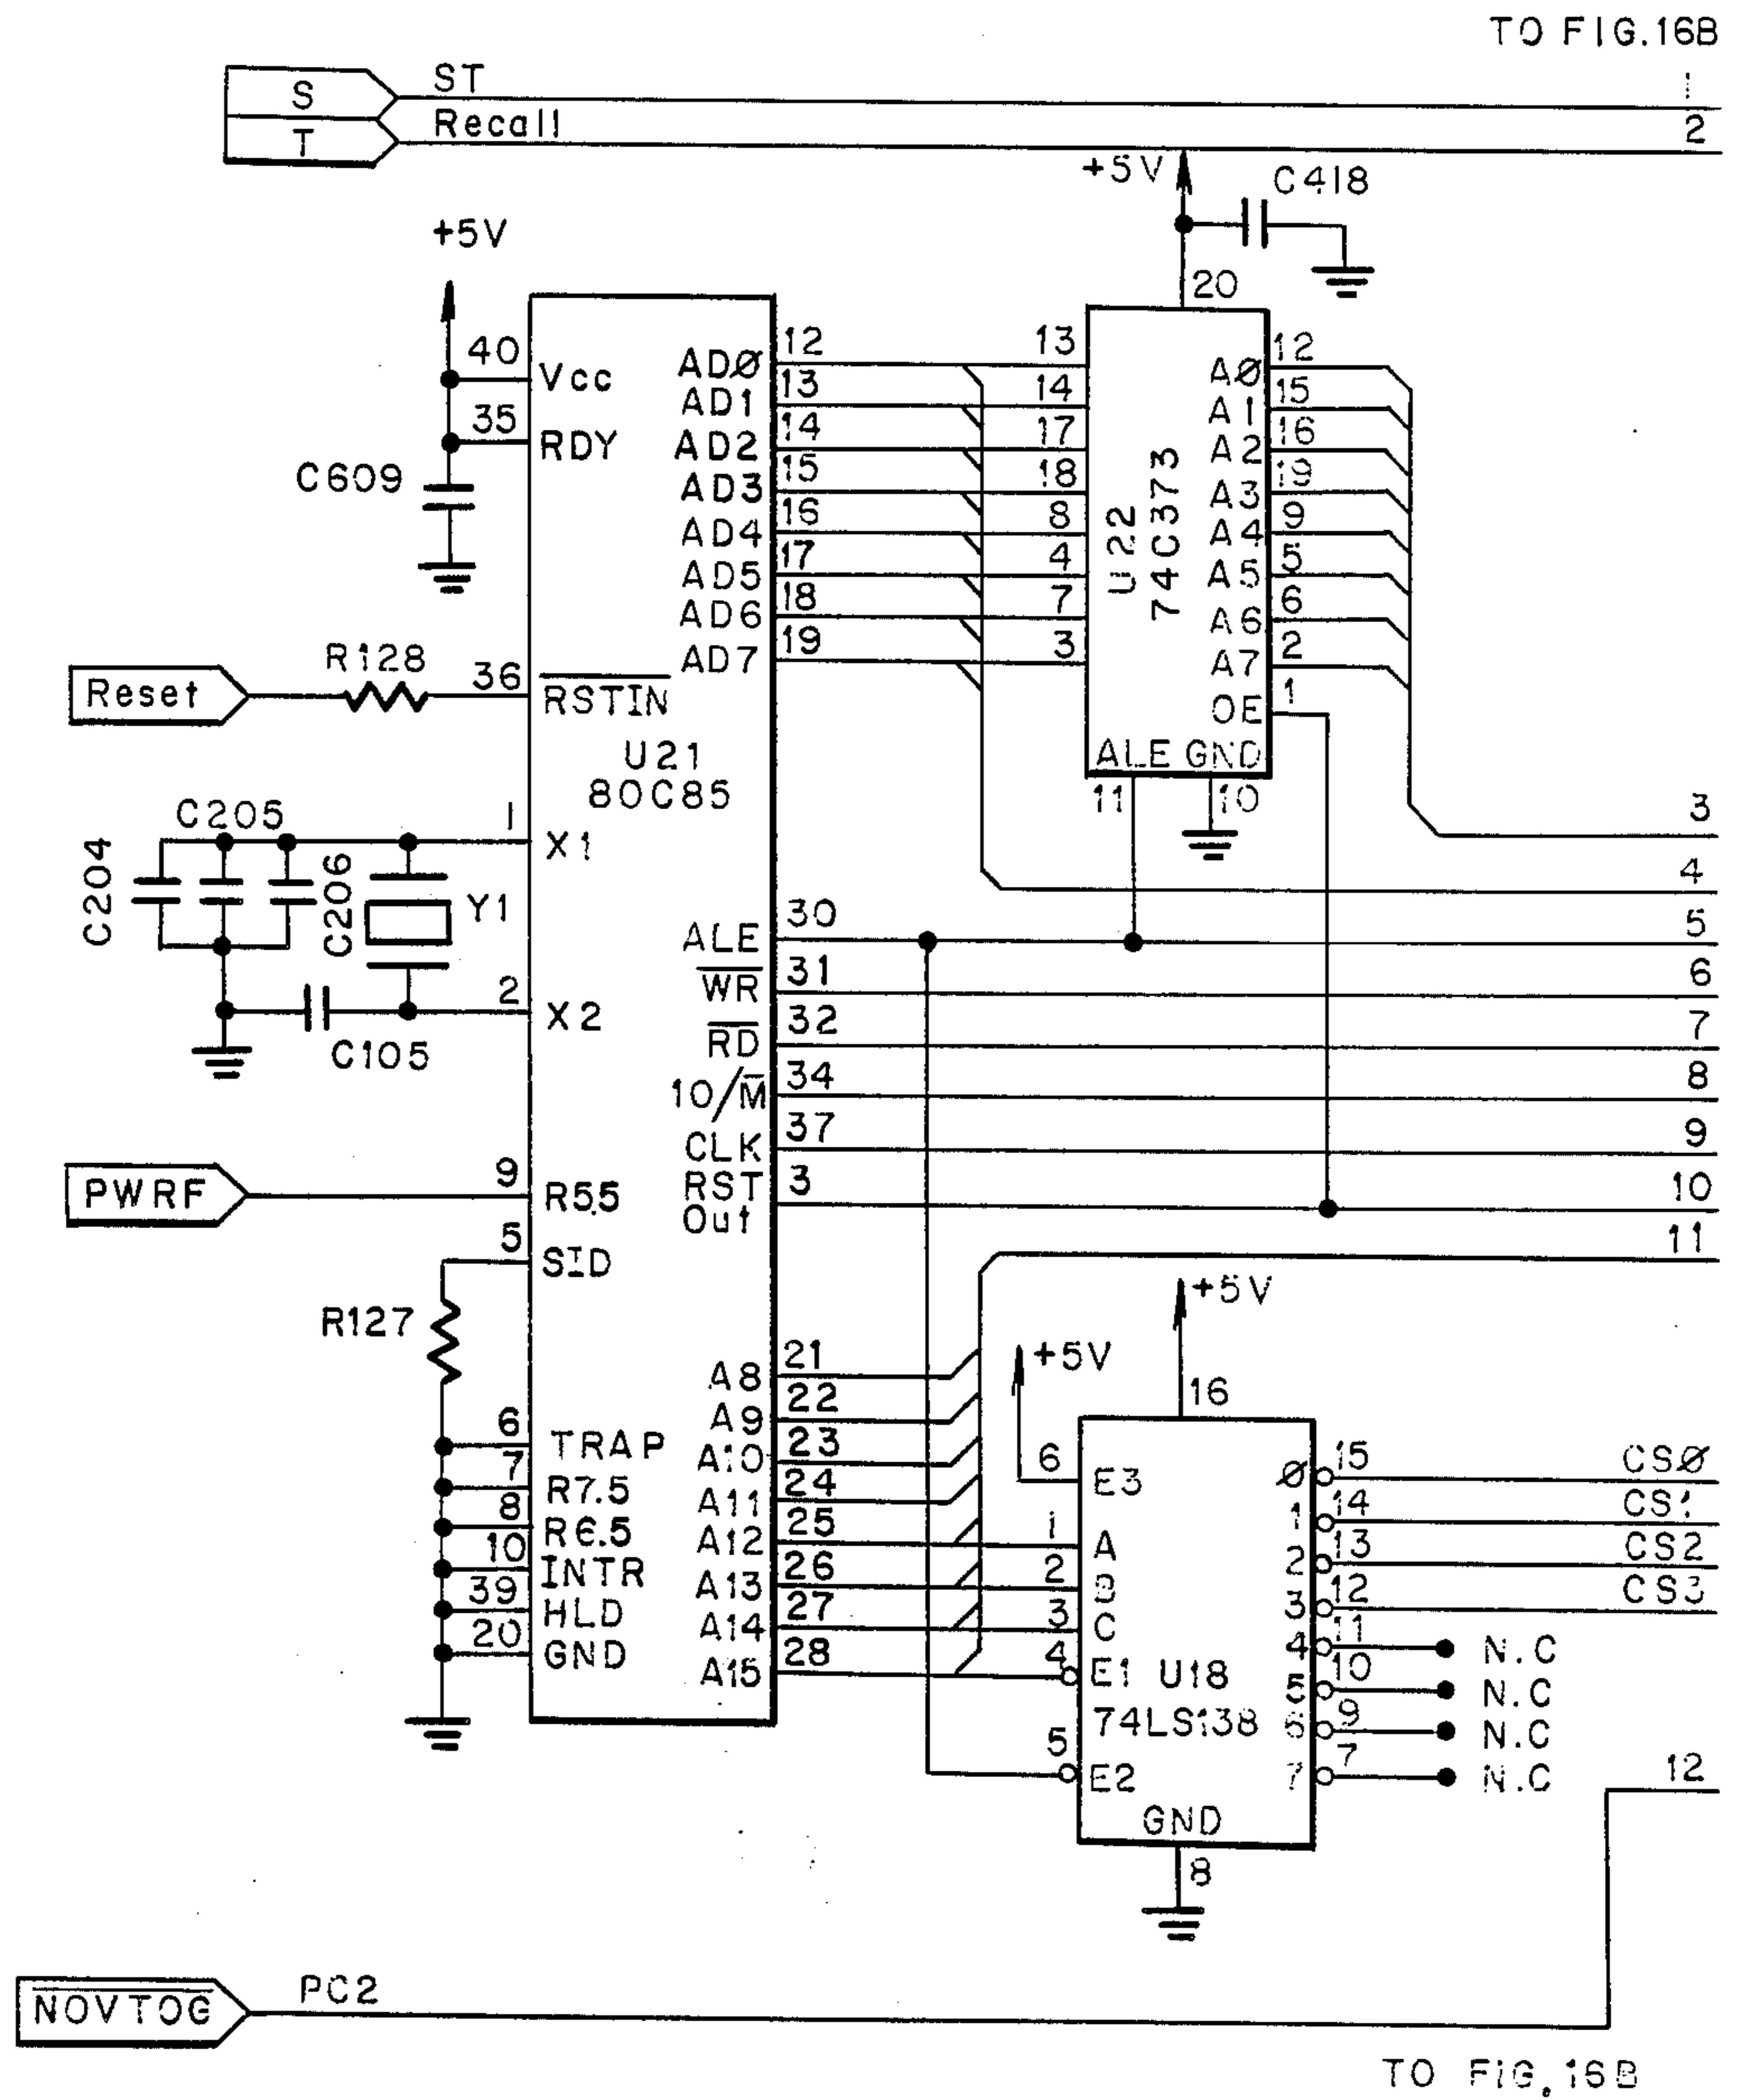 TO FIG.16B
S ST 1
T Recall 2
+5V C418
+5V
20
40 Vcc AD0 12 13 A0 12
AD1 13 14 A1 15
35 RDY AD2 14 17 A2 16
C609 AD3 15 18 A3 19
AD4 16 8 A4 9
AD5 17 4 A5 5
AD6 18 7 A6 6
AD7 19 3 A7 2
U22
74C373
OE 1
ALE GND
11 10
Reset R128 36 RSTIN
U21
80C85
C204 C205 C206 Y1
1 X1
3
4
ALE 30 5
WR 31 6
2 X2
C105
RD 32 7
10/M 34 8
CLK 37 9
PWRF 9 R5.5
RST Out 3 10
5 SID 11
R127
+5V
+5V
16
A8 21
A9 22
6 TRAP A10 23 6 E3 Ø 15 CSØ
7 R7.5 A11 24 1 14 CS1
8 R6.5 A12 25 1 A 2 13 CS2
10 INTR A13 26 2 B 3 12 CS3
39 HLD A14 27 3 C 4 11 N.C
20 GND A15 28 4 E1 U18 5 10 N.C
74LS138 6 9 N.C
5 E2 7 7 N.C
12
GND
8
NOVTOG PC2
TO FIG.16B